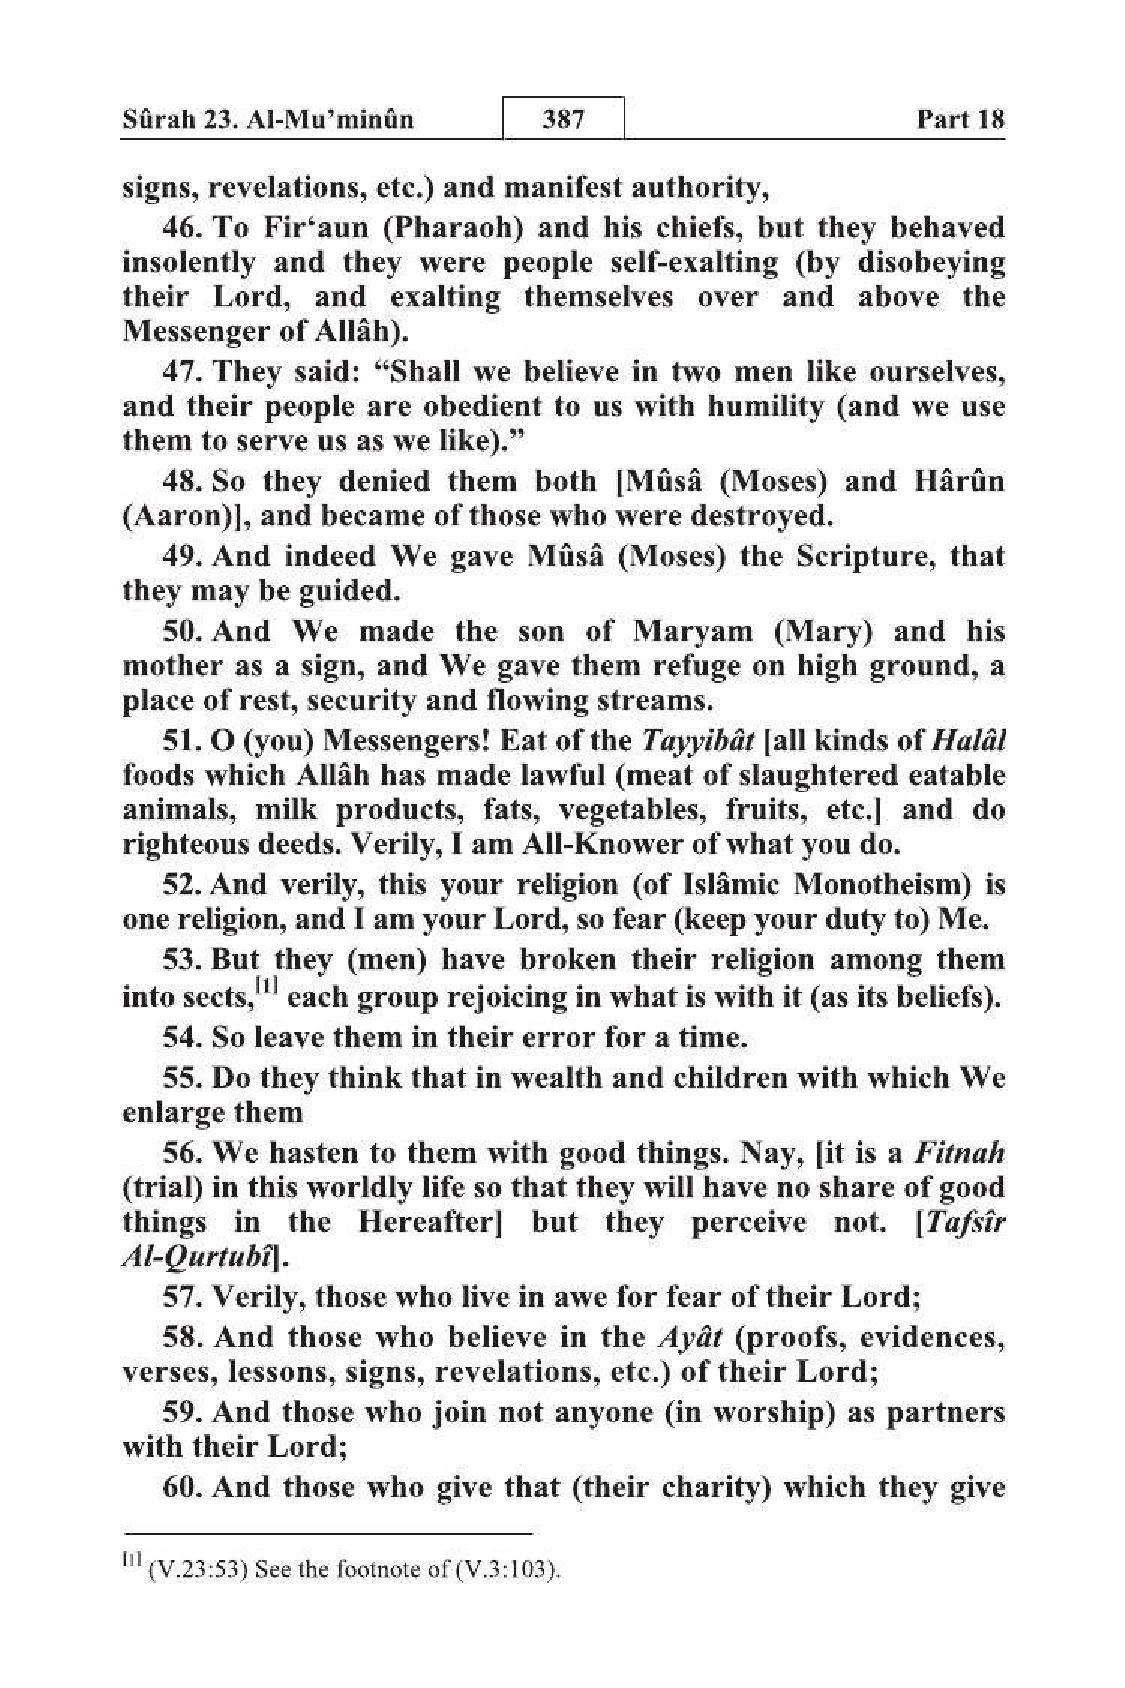 Sûrah 23. Al-Mu’minûn 387 Part 18
signs, revelations, etc.) and manifest authority,
46. To Fir‘aun (Pharaoh) and his chiefs, but they behaved
insolently and they were people self-exalting (by disobeying
their Lord, and exalting themselves over and above the
Messenger of Allâh).
47. They said: “Shall we believe in two men like ourselves,
and their people are obedient to us with humility (and we use
them to serve us as we like).”
48. So they denied them both [Mûsâ (Moses) and Hârûn
(Aaron)], and became of those who were destroyed.
49. And indeed We gave Mûsâ (Moses) the Scripture, that
they may be guided.
50. And We made the son of Maryam (Mary) and his
mother as a sign, and We gave them refuge on high ground, a
place of rest, security and flowing streams.
51. O (you) Messengers! Eat of the Tayyibât [all kinds of Halâl
foods which Allâh has made lawful (meat of slaughtered eatable
animals, milk products, fats, vegetables, fruits, etc.] and do
righteous deeds. Verily, I am All-Knower of what you do.
52. And verily, this your religion (of Islâmic Monotheism) is
one religion, and I am your Lord, so fear (keep your duty to) Me.
53. But they (men) have broken their religion among them
into sects,[1] each group rejoicing in what is with it (as its beliefs).
54. So leave them in their error for a time.
55. Do they think that in wealth and children with which We
enlarge them
56. We hasten to them with good things. Nay, [it is a Fitnah
(trial) in this worldly life so that they will have no share of good
things in the Hereafter] but they perceive not. [Tafsîr
Al-Qurtubî].
57. Verily, those who live in awe for fear of their Lord;
58. And those who believe in the Ayât (proofs, evidences,
verses, lessons, signs, revelations, etc.) of their Lord;
59. And those who join not anyone (in worship) as partners
with their Lord;
60. And those who give that (their charity) which they give
[1] (V.23:53) See the footnote of (V.3:103).